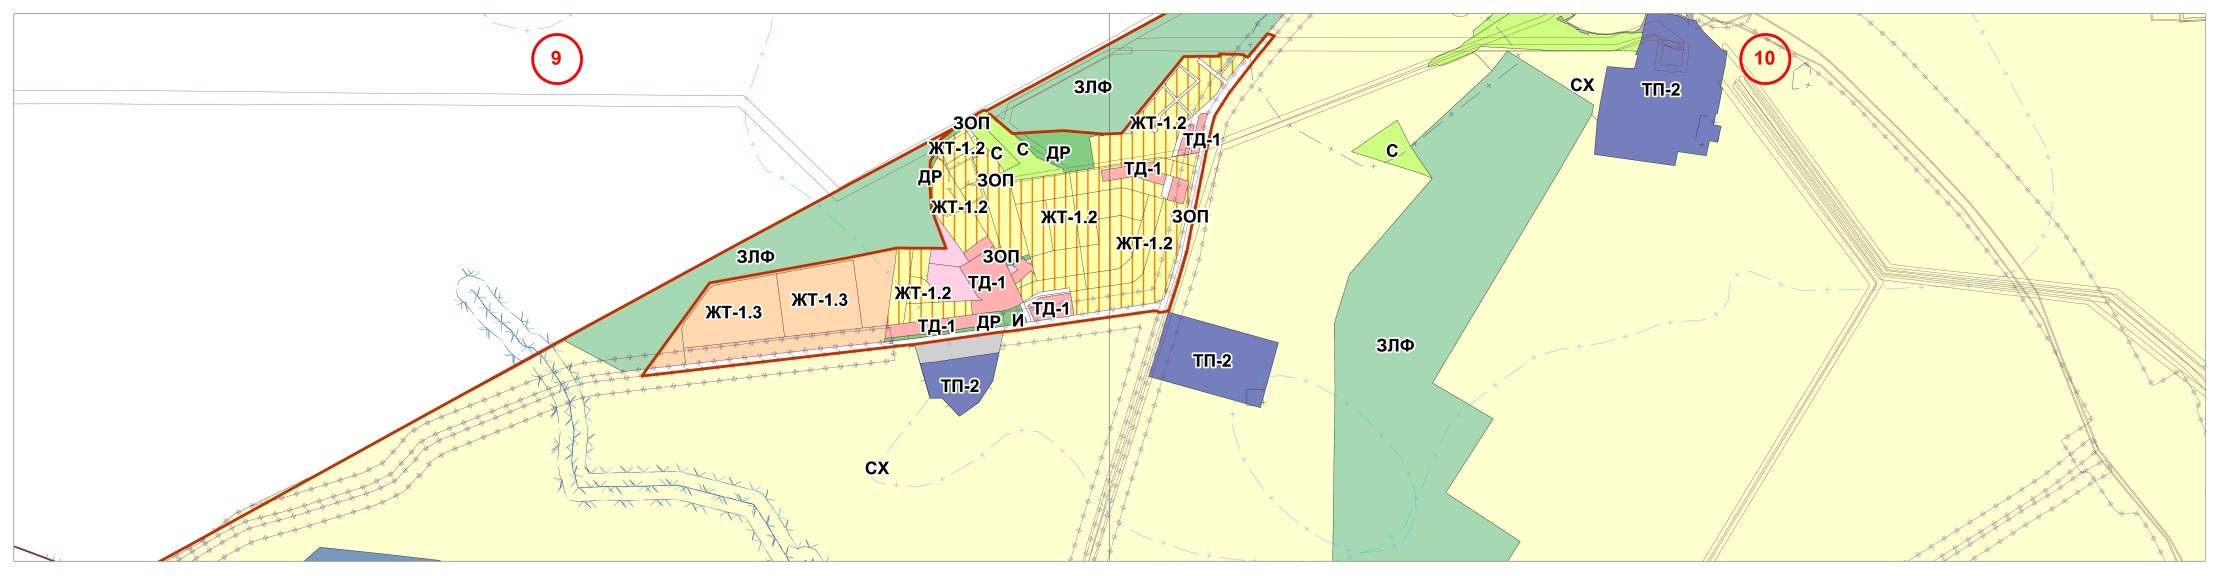 9
10
ЗЛФ
СХ
ТП-2
ЗОП
ЖТ-1.2
ТД-1
ЖТ-1.2
С
С
ДР
С
ТД-1
ДР
ЗОП
ЖТ-1.2
ЖТ-1.2
ЗОП
ЖТ-1.2
ЗЛФ
ЗОП
ТД-1
ЖТ-1.2
ЖТ-1.3
ЖТ-1.3
ТД-1
ТД-1
ДР
И
ЗЛФ
ТП-2
ТП-2
СХ